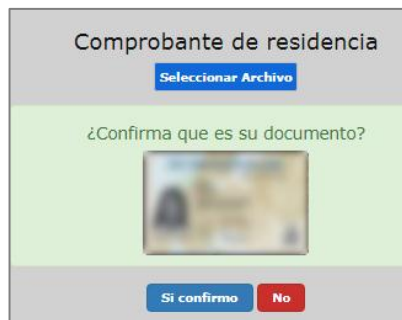 Comprobante de residencia
Seleccionar Archivo
¿Confirma que es su documento?
Si confirmo No